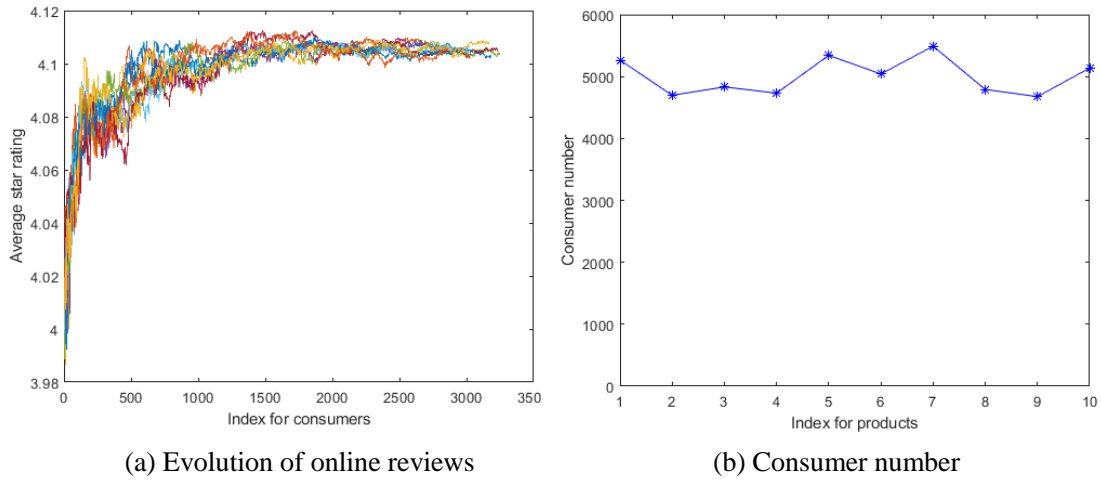 4.12
4.1
4.08
4.06
4.04
4.02
4
3.98
Average star rating
0 500 1000 1500 2000 2500 3000 350
Index for consumers
(a) Evolution of online reviews
6000
5000
4000
3000
2000
1000
0
Consumer number
1 2 3 4 5 6 7 8 9 10
Index for products
(b) Consumer number